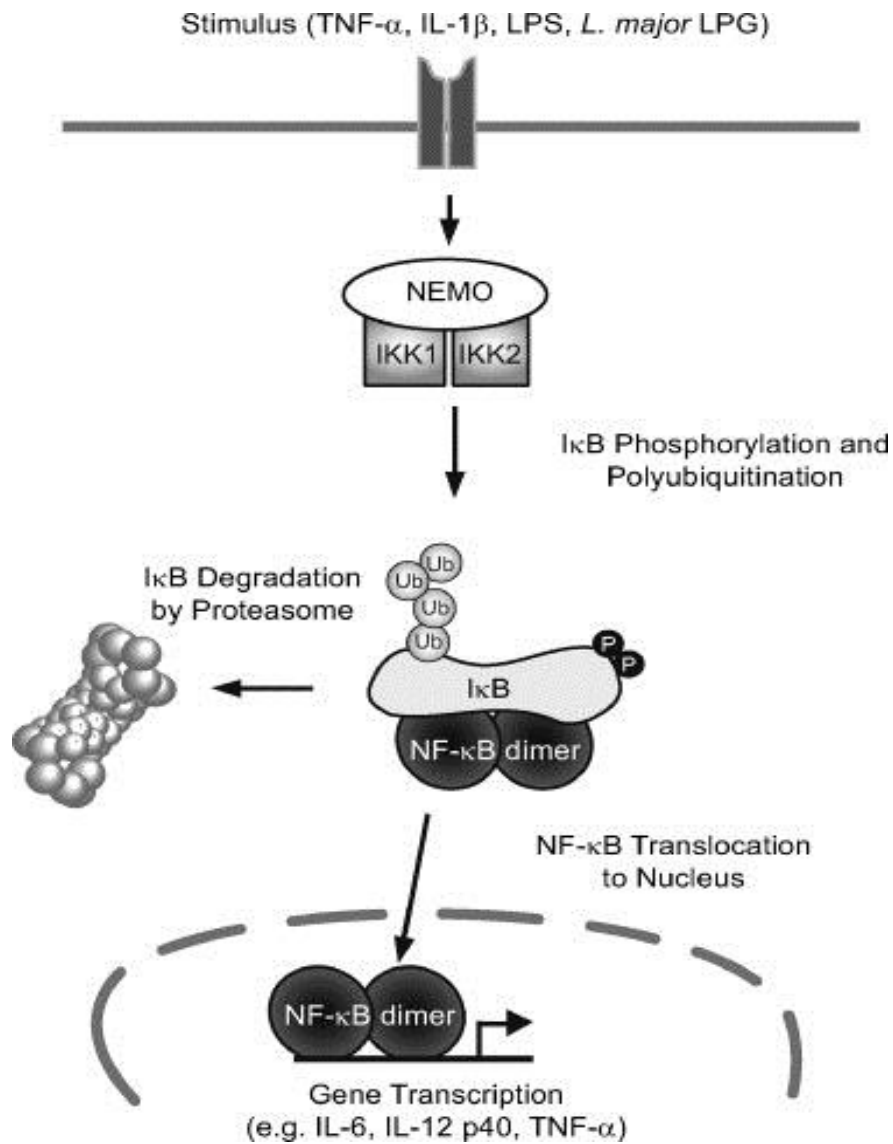 Stimulus (TNF-α, IL-1β, LPS, L. major LPG)
NEMO
IKK1 IKK2
IκB Phosphorylation and
Polyubiquitination
IκB Degradation
by Proteasome
Ub
Ub
Ub
Ub
P
P
IκB
NF-κB dimer
NF-κB Translocation
to Nucleus
NF-κB dimer
Gene Transcription
(e.g. IL-6, IL-12 p40, TNF-α)